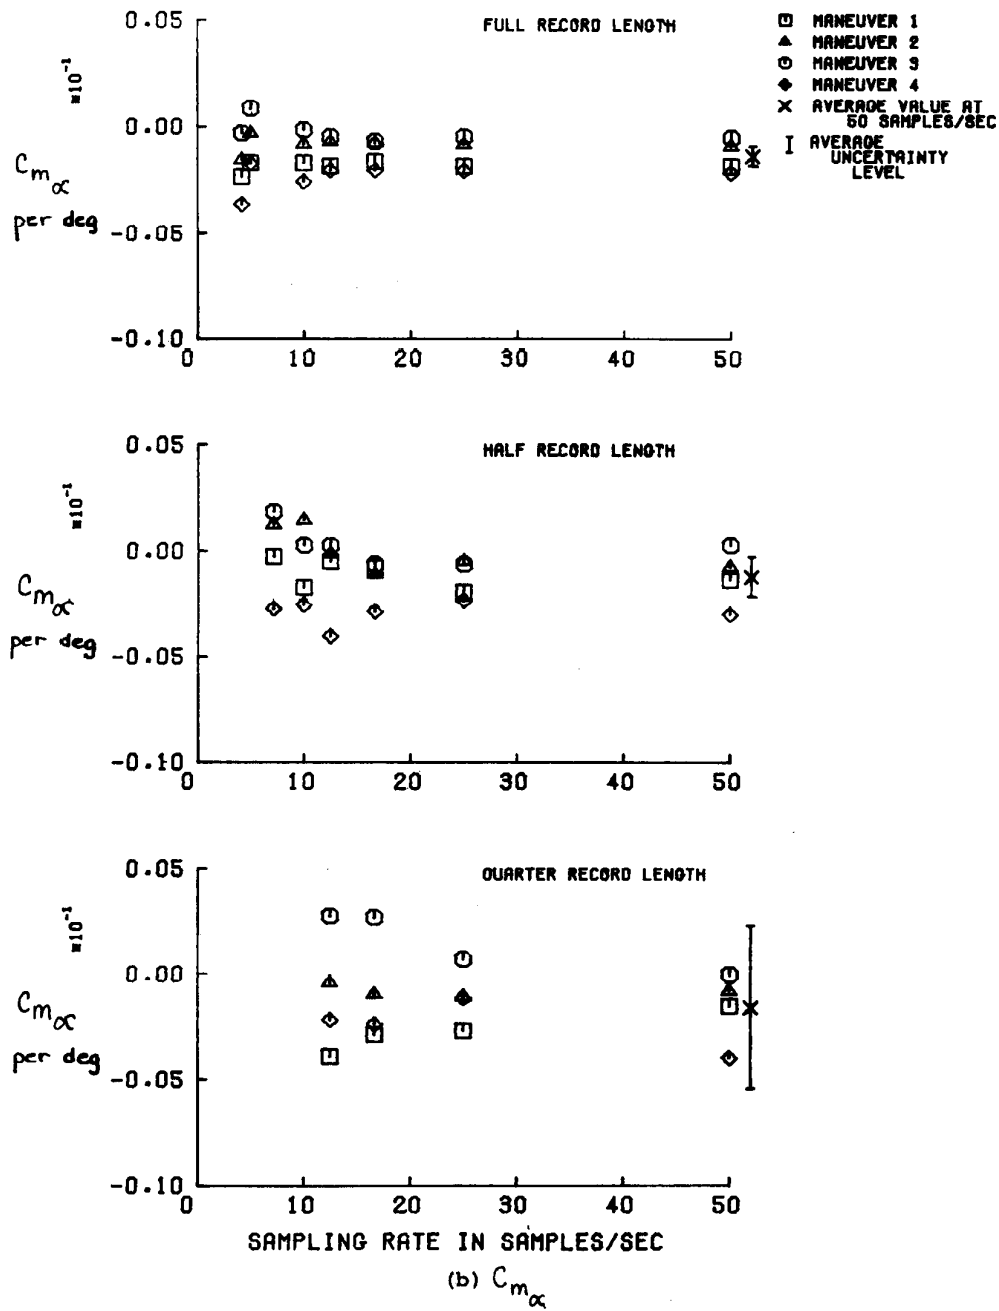 FULL RECORD LENGTH
MANEUVER 1
MANEUVER 2
MANEUVER 3
MANEUVER 4
AVERAGE VALUE AT
50 SAMPLES/SEC
AVERAGE
UNCERTAINTY
LEVEL
×10⁻¹
0.05
0.00
-0.05
-0.10
Cmα
per deg
0 10 20 30 40 50
HALF RECORD LENGTH
×10⁻¹
0.05
0.00
-0.05
-0.10
Cmα
per deg
0 10 20 30 40 50
QUARTER RECORD LENGTH
×10⁻¹
0.05
0.00
-0.05
-0.10
Cmα
per deg
0 10 20 30 40 50
SAMPLING RATE IN SAMPLES/SEC
(b) Cmα